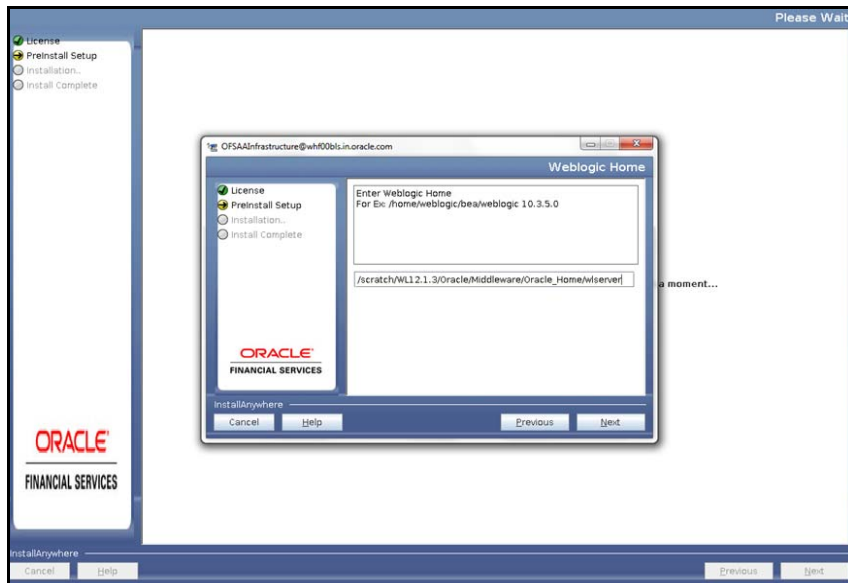 Please Wait
License
PreInstall Setup
Installation..
Install Complete
OFSAAInfrastructure@whf00bls.in.oracle.com
Weblogic Home
License
PreInstall Setup
Installation..
Install Complete
Enter Weblogic Home
For Ex: /home/weblogic/bea/weblogic 10.3.5.0
/scratch/WL12.1.3/Oracle/Middleware/Oracle_Home/wlserver
a moment...
ORACLE®
FINANCIAL SERVICES
InstallAnywhere
Cancel
Help
Previous
Next
ORACLE®
FINANCIAL SERVICES
InstallAnywhere
Cancel
Help
Previous
Next